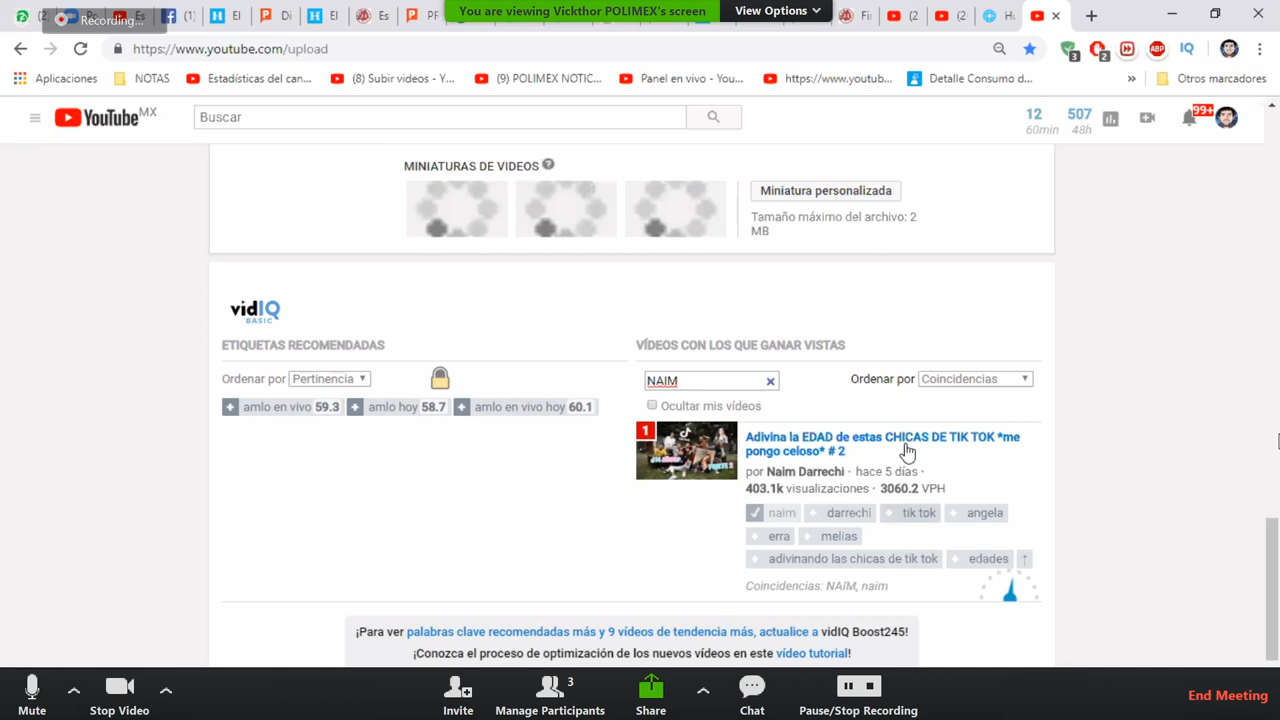 Recording...
You are viewing Vickthor POLIMEX's screen
View Options
https://www.youtube.com/upload
Aplicaciones
NOTAS
Estadísticas del can...
(8) Subir videos - Y...
(9) POLIMEX NOTIC...
Panel en vivo - You...
https://www.youtub...
Detalle Consumo d...
»
Otros marcadores
YouTube MX
Buscar
12
60min
507
48h
99+
MINIATURAS DE VIDEOS
Miniatura personalizada
Tamaño máximo del archivo: 2
MB
vidIQ
BASIC
ETIQUETAS RECOMENDADAS
VÍDEOS CON LOS QUE GANAR VISTAS
Ordenar por Pertinencia
NAIM
Ordenar por Coincidencias
Ocultar mis vídeos
+ amlo en vivo 59.3 + amlo hoy 58.7 + amlo en vivo hoy 60.1
1
Adivina la EDAD de estas CHICAS DE TIK TOK *me
pongo celoso* # 2
por Naim Darrechi · hace 5 días ·
403.1k visualizaciones · 3060.2 VPH
naim + darrechi + tik tok + angela
+ erra + melias
+ adivinando las chicas de tik tok + edades ↑
Coincidencias: NAIM, naim
¡Para ver palabras clave recomendadas más y 9 vídeos de tendencia más, actualice a vidIQ Boost245!
¡Conozca el proceso de optimización de los nuevos vídeos en este vídeo tutorial!
Mute
Stop Video
Invite
3
Manage Participants
Share
Chat
Pause/Stop Recording
End Meeting